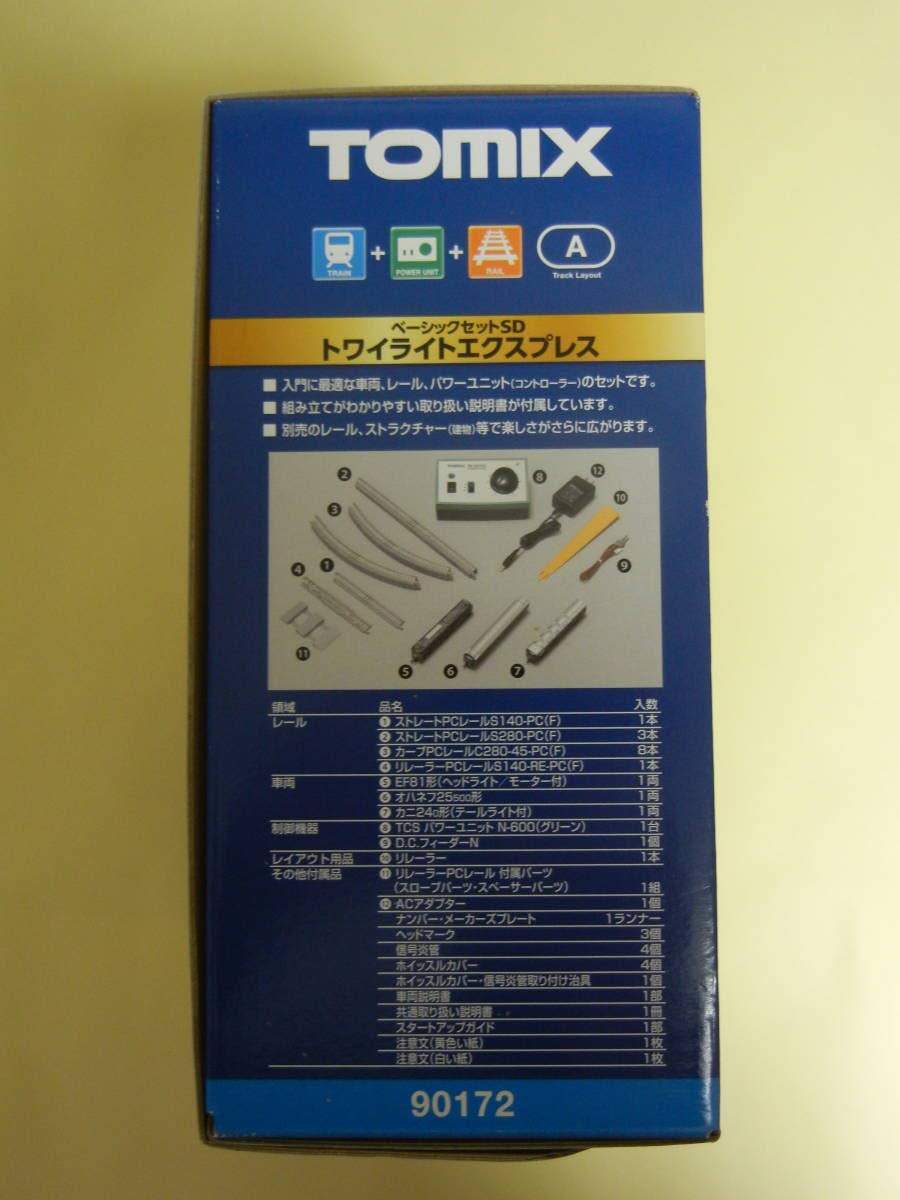 TOMIX
TRAIN + POWER UNIT + RAIL A
Track Layout
ベーシックセットSD
トワイライトエクスプレス
■ 入門に最適な車両、レール、パワーユニット(コントローラー)のセットです。
■ 組み立てがわかりやすい取り扱い説明書が付属しています。
■ 別売のレール、ストラクチャー(建物)等で楽しさがさらに広がります。
❷ ❽ ⓬ ❿
❸
❹ ❶ ❾
⓫ ❺ ❻ ❼
領域 品名 入数
レール ❶ ストレートPCレールS140-PC(F) 1本
❷ ストレートPCレールS280-PC(F) 3本
❸ カーブPCレールC280-45-PC(F) 8本
❹ リレーラーPCレールS140-RE-PC(F) 1本
車両 ❺ EF81形(ヘッドライト/モーター付) 1両
❻ オハネフ25500形 1両
❼ カニ240形(テールライト付) 1両
制御機器 ❽ TCS パワーユニット N-600(グリーン) 1台
❾ D.C.フィーダーN 1個
レイアウト用品 ❿ リレーラー 1本
その他付属品 ⓫ リレーラーPCレール 付属パーツ
(スロープパーツ・スペーサーパーツ) 1組
⓬ ACアダプター 1個
ナンバー・メーカーズプレート 1ランナー
ヘッドマーク 3個
信号炎管 4個
ホイッスルカバー 4個
ホイッスルカバー・信号炎管取り付け治具 1個
車両説明書 1部
共通取り扱い説明書 1冊
スタートアップガイド 1部
注意文(黄色い紙) 1枚
注意文(白い紙) 1枚
90172